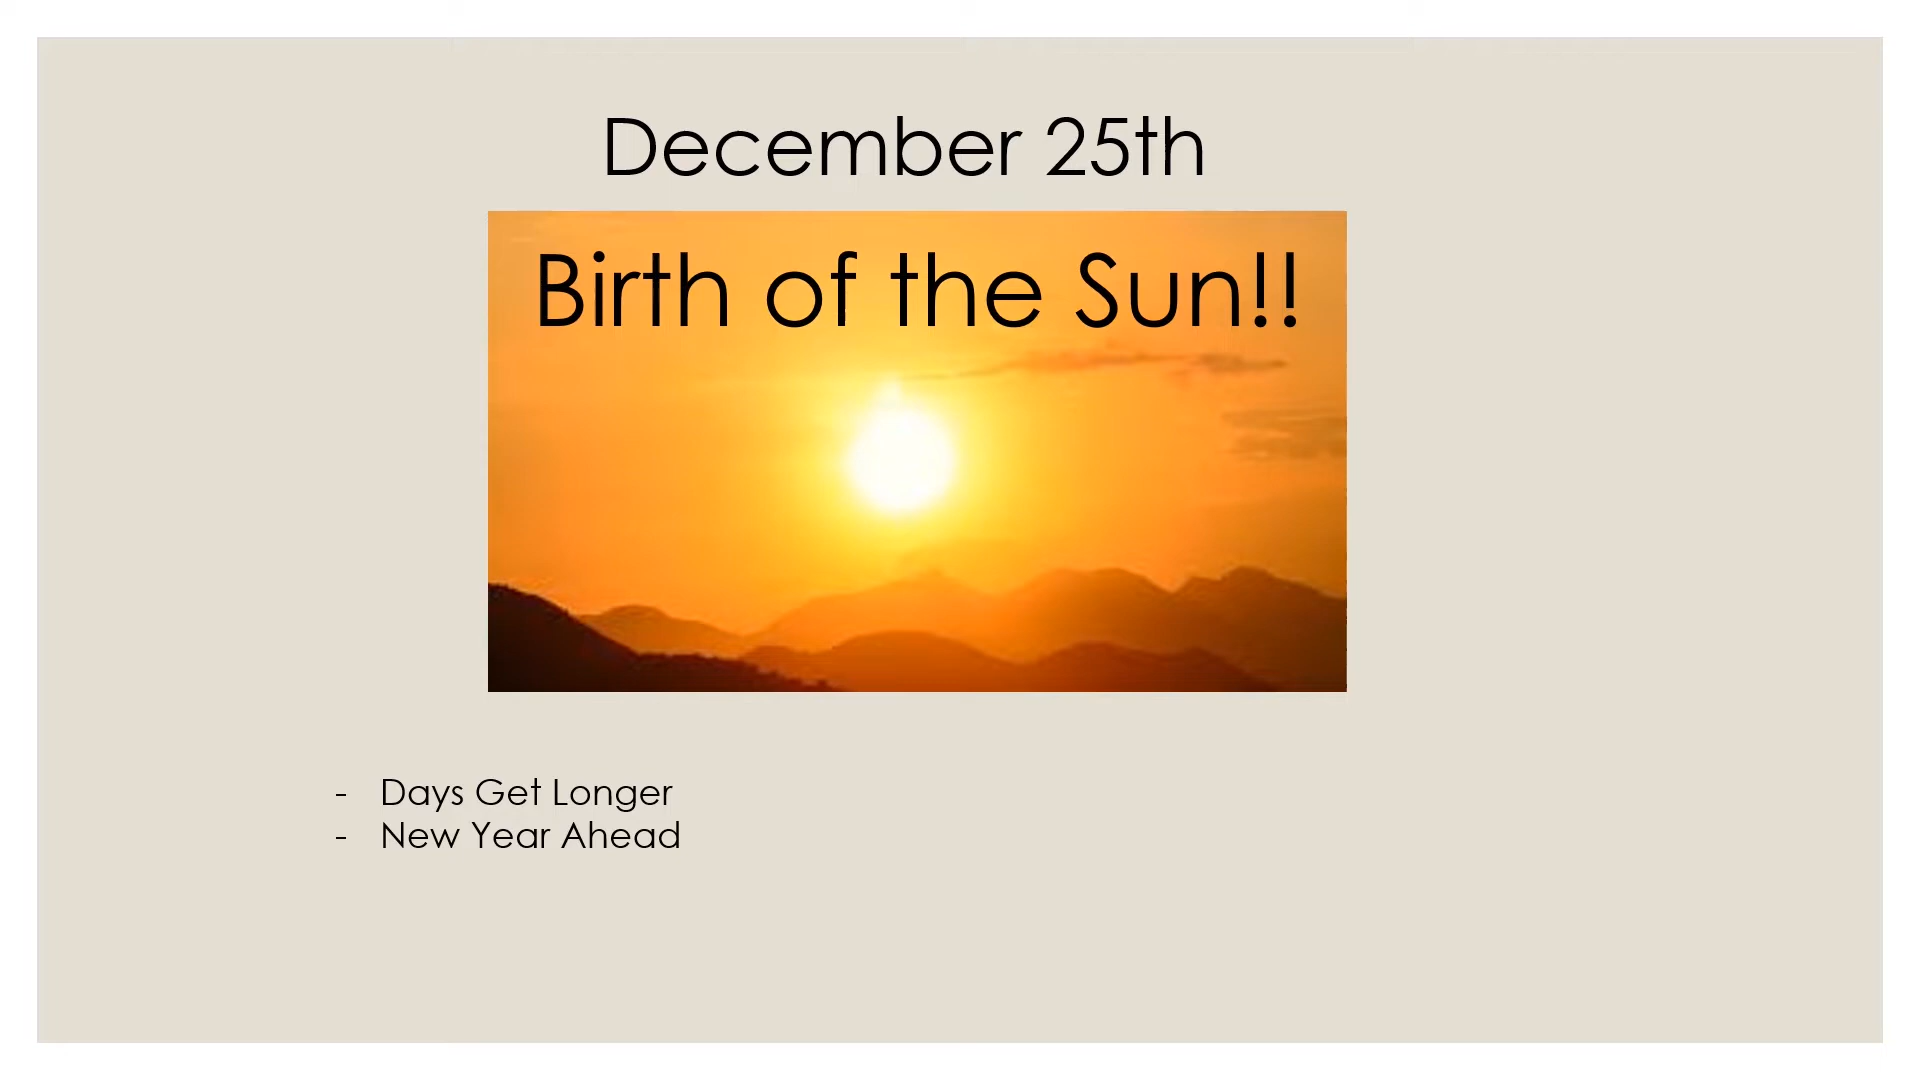 December 25th
Birth of the Sun!!
- Days Get Longer
- New Year Ahead